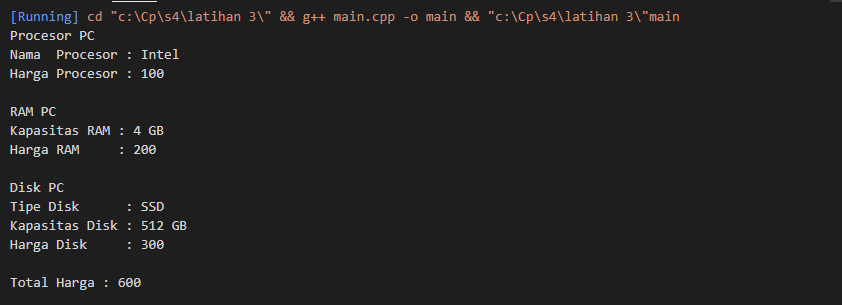 [Running] cd "c:\Cp\s4\latihan 3\" && g++ main.cpp -o main && "c:\Cp\s4\latihan 3\"main
Procesor PC
Nama  Procesor : Intel
Harga Procesor : 100

RAM PC
Kapasitas RAM : 4 GB
Harga RAM     : 200

Disk PC
Tipe Disk      : SSD
Kapasitas Disk : 512 GB
Harga Disk     : 300

Total Harga : 600